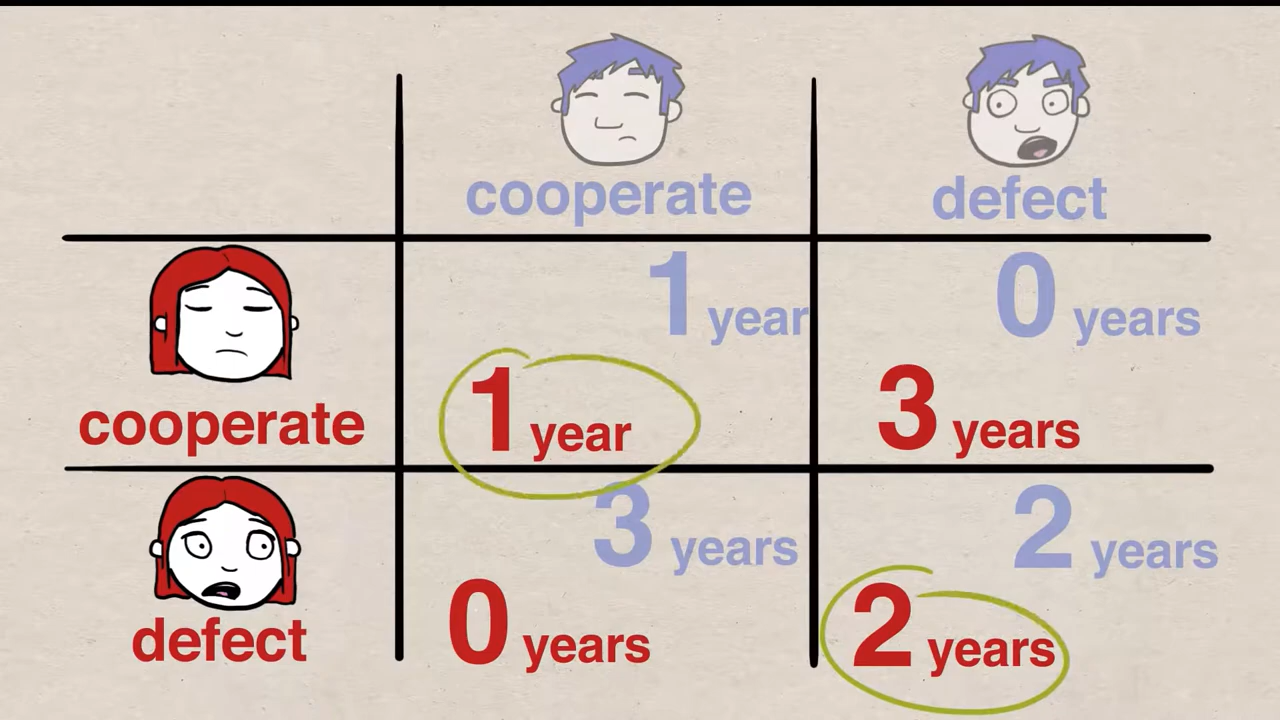 cooperate
defect
1 year
0 years
1 year
3 years
cooperate
3 years
2 years
0 years
2 years
defect